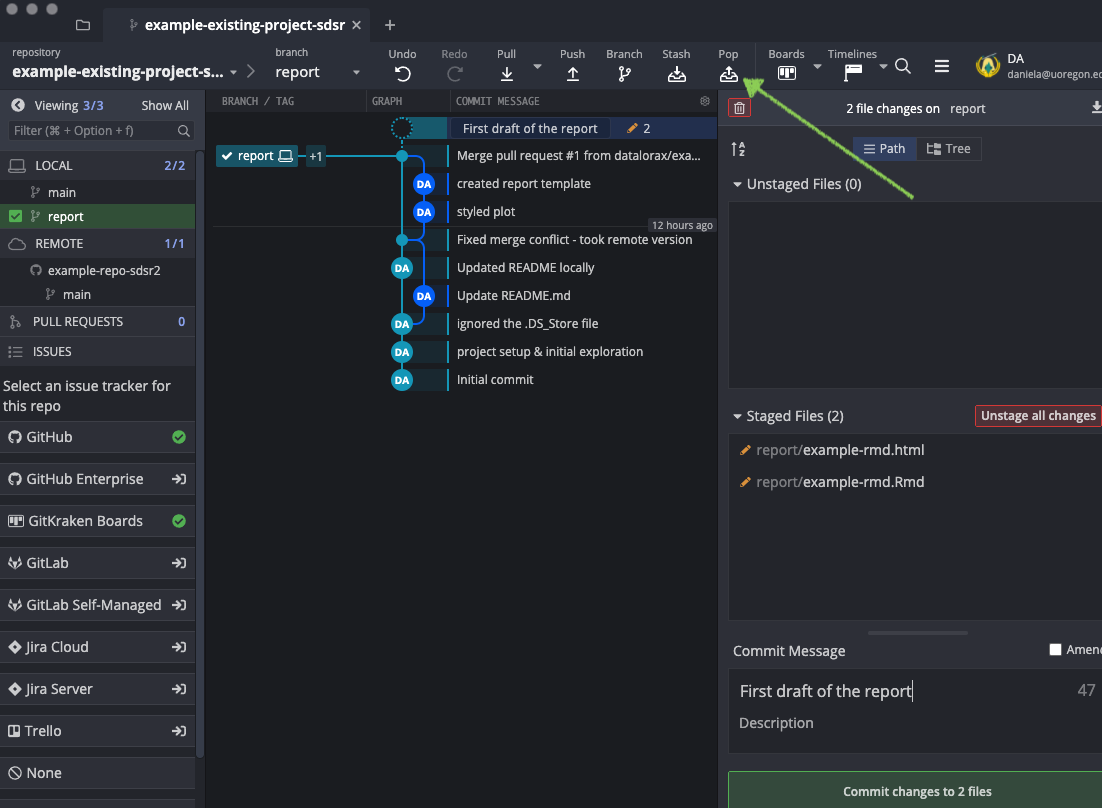 example-existing-project-sdsr
repository
example-existing-project-s...
branch
report
Undo
Redo
Pull
Push
Branch
Stash
Pop
Boards
Timelines
DA
daniela@uoregon.ed
Viewing 3/3
Show All
Filter (⌘ + Option + f)
LOCAL 2/2
main
report
REMOTE 1/1
example-repo-sdsr2
main
PULL REQUESTS 0
ISSUES
Select an issue tracker for
this repo
GitHub
GitHub Enterprise
GitKraken Boards
GitLab
GitLab Self-Managed
Jira Cloud
Jira Server
Trello
None
BRANCH / TAG
GRAPH
COMMIT MESSAGE
First draft of the report 2
report +1 Merge pull request #1 from datalorax/exa...
DA created report template
DA styled plot
12 hours ago
Fixed merge conflict - took remote version
DA Updated README locally
DA Update README.md
DA ignored the .DS_Store file
DA project setup & initial exploration
DA Initial commit
2 file changes on report
A Z
Path
Tree
Unstaged Files (0)
Staged Files (2)
Unstage all changes
report/example-rmd.html
report/example-rmd.Rmd
Commit Message
Amend
First draft of the report 47
Description
Commit changes to 2 files